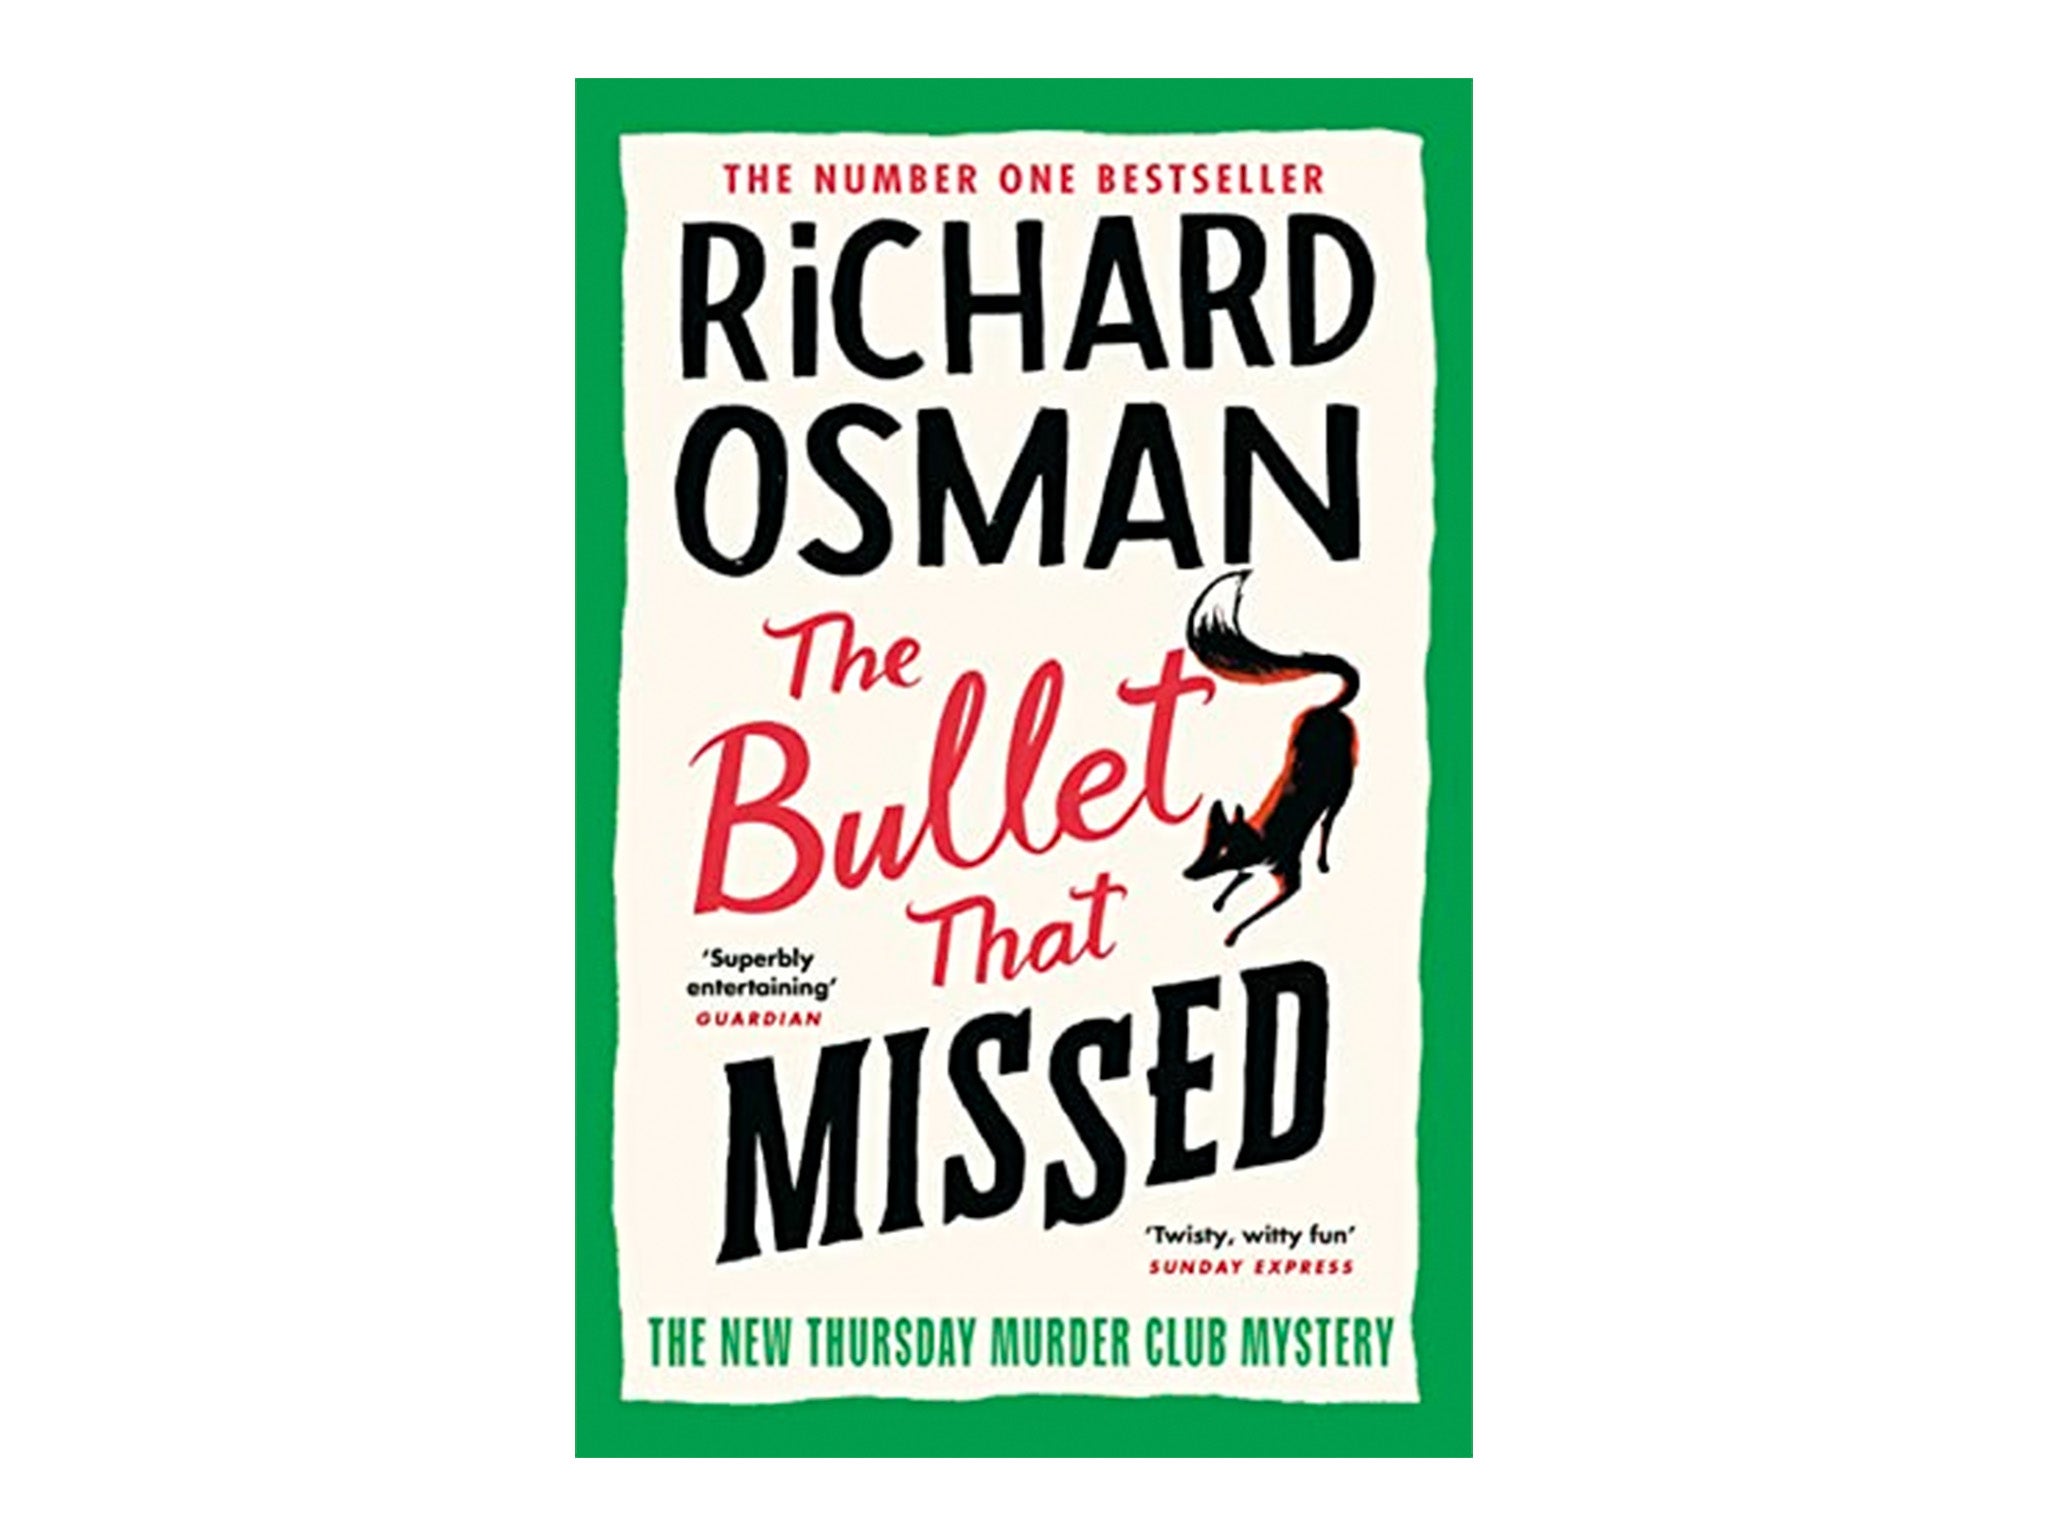 THE NUMBER ONE BESTSELLER
RiCHARD
OSMAN
The
Bullet
That
'Superbly
entertaining'
GUARDIAN
MISSED
'Twisty, witty fun'
SUNDAY EXPRESS
THE NEW THURSDAY MURDER CLUB MYSTERY